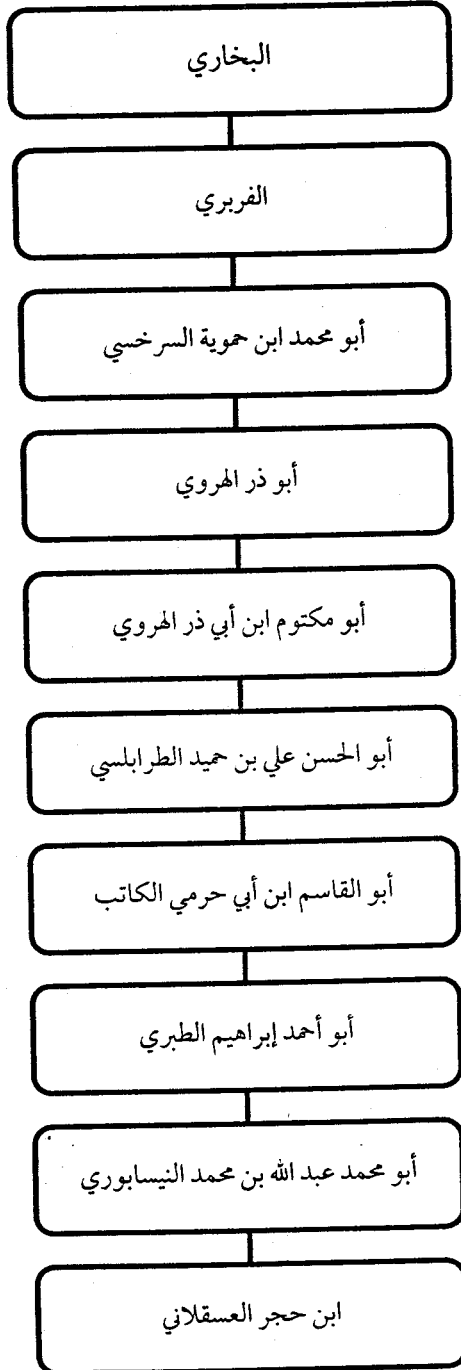 البخاري
الفربري
أبو محمد ابن حموية السرخسي
أبو ذر الهروي
أبو مكتوم ابن أبي ذر الهروي
أبو الحسن علي بن حميد الطرابلسي
أبو القاسم ابن أبي حرمي الكاتب
أبو أحمد إبراهيم الطبري
أبو محمد عبد الله بن محمد النيسابوري
ابن حجر العسقلاني